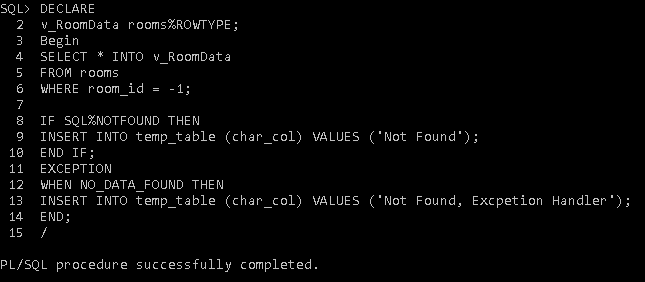 SQL> DECLARE
2 v_RoomData rooms%ROWTYPE;
3 Begin
4 SELECT * INTO v_RoomData
5 FROM rooms
6 WHERE room_id = -1;
7
8 IF SQL%NOTFOUND THEN
9 INSERT INTO temp_table (char_col) VALUES ('Not Found');
10 END IF;
11 EXCEPTION
12 WHEN NO_DATA_FOUND THEN
13 INSERT INTO temp_table (char_col) VALUES ('Not Found, Excpetion Handler');
14 END;
15 /
PL/SQL procedure successfully completed.